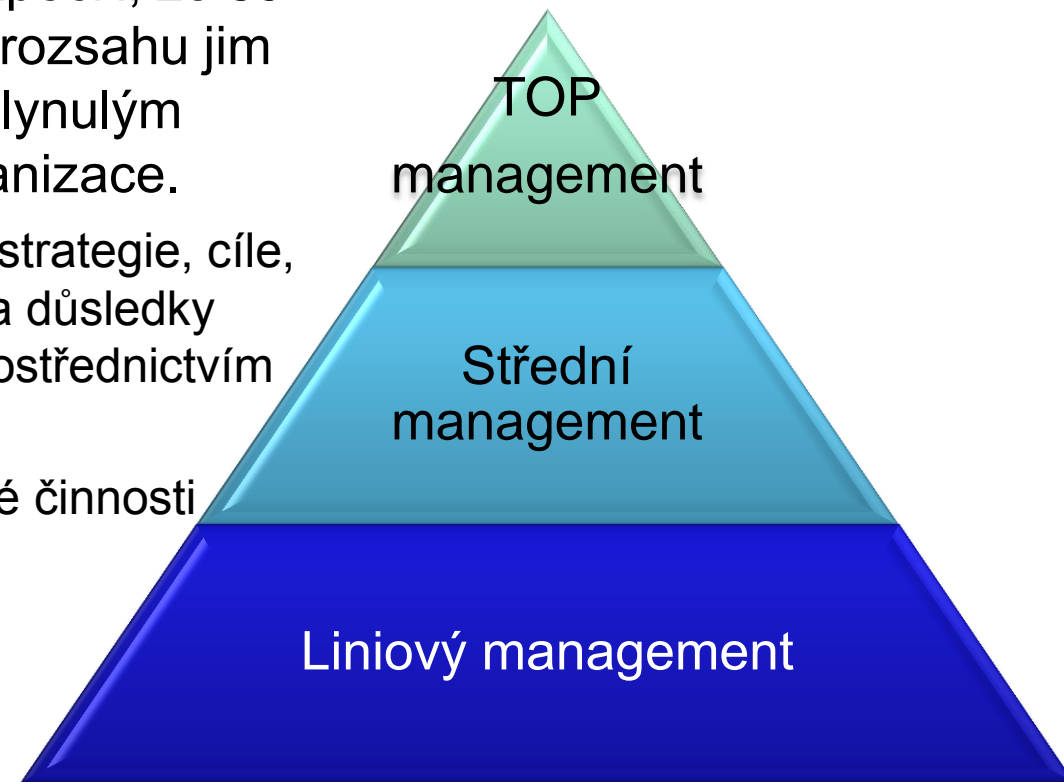 rozsahu jim
lynulým
anizace.
strategie, cíle,
a důsledky
ostřednictvím
é činnosti
TOP
management
Střední
management
Liniový management